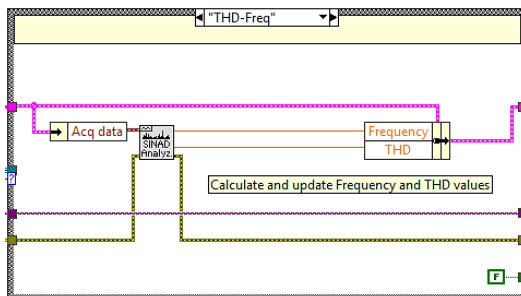 "THD-Freq"
Acq data
SINAD
Analyz.
Frequency
THD
Calculate and update Frequency and THD values
?
F